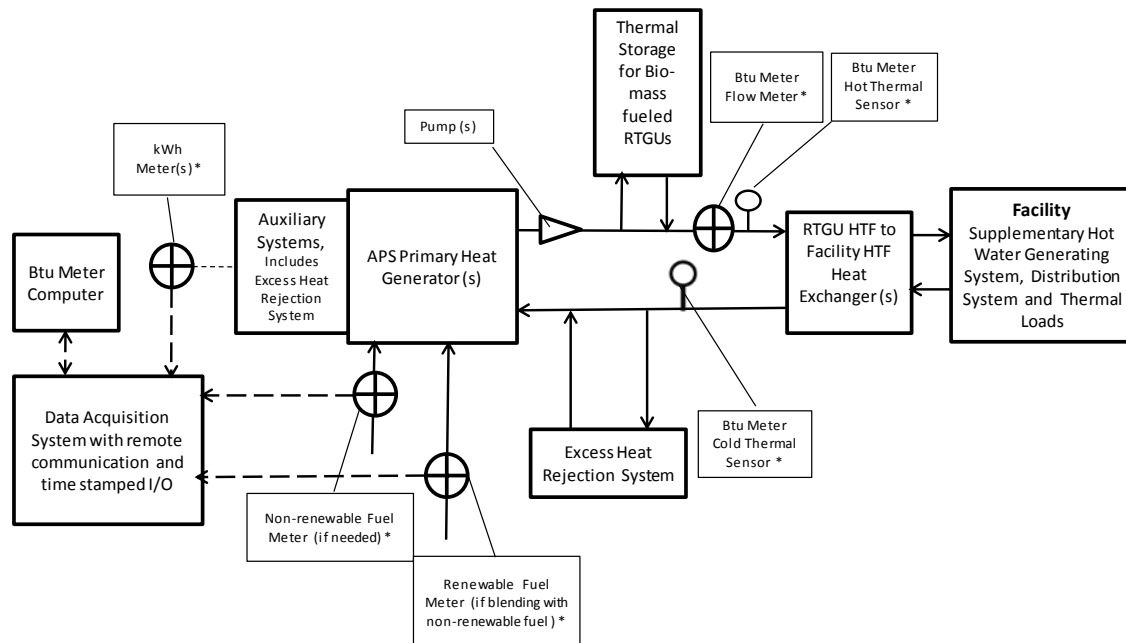 Thermal
Storage
for Bio-
mass
fueled
RTGUs
Btu Meter
Flow Meter *
Btu Meter
Hot Thermal
Sensor *
Pump (s)
kWh
Meter(s) *
Btu Meter
Computer
Auxiliary
Systems,
Includes
Excess Heat
Rejection
System
APS Primary Heat
Generator (s)
RTGU HTF to
Facility HTF
Heat
Exchanger (s)
Facility
Supplementary Hot
Water Generating
System, Distribution
System and Thermal
Loads
Data Acquisition
System with remote
communication and
time stamped I/O
Excess Heat
Rejection System
Btu Meter
Cold Thermal
Sensor *
Non-renewable Fuel
Meter (if needed) *
Renewable Fuel
Meter (if blending with
non-renewable fuel ) *